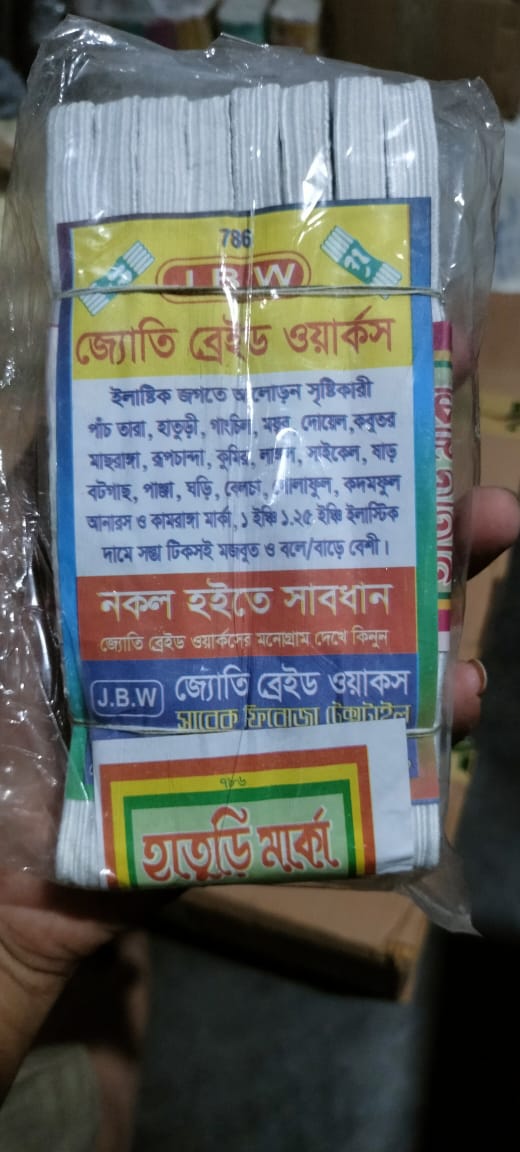 786
J.B.W
জ্যোতি ব্রেইড ওয়ার্কস
ইলাষ্টিক জগতে আলোড়ন সৃষ্টিকারী
পাঁচ তারা, হাতুড়ী, গাংচিল, ময়ূর দোয়েল,কবুতর
মাছরাঙ্গা, রূপচান্দা, কুমির, লাঙ্গল, সাইকেল, ষাড়
বটগাছ, পাঞ্জা, ঘড়ি, বেলচা, গোলাফুল, কদমফুল
আনারস ও কামরাঙ্গা মার্কা, ১ ইঞ্চি ১.২৫ ইঞ্চি ইলাস্টিক
দামে সস্তা টিকসই মজবুত ও বলে/বাড়ে বেশী।
নকল হইতে সাবধান
জ্যোতি ব্রেইড ওয়ার্কসের মনোগ্রাম দেখে কিনুন
J.B.W জ্যোতি ব্রেইড ওয়াকস
সাবেক ফিরোজা টেক্সটাইল
৭৮৬
হাতুড়ি মার্কা